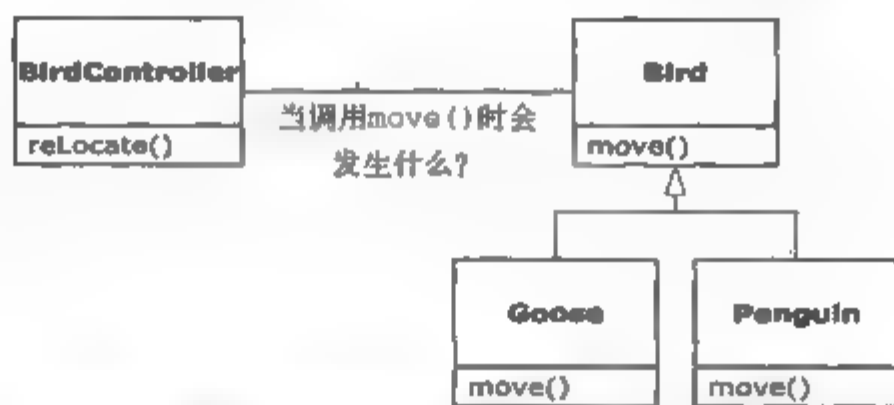 BirdController
reLocate()
当调用move()时会
发生什么?
Bird
move()
Goose
move()
Penguin
move()